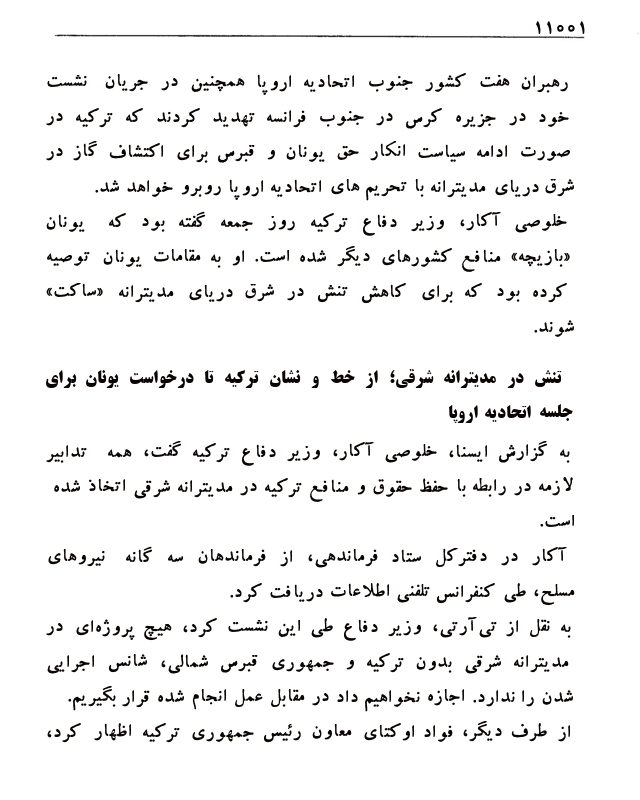 ۱۱۰۰۱
رهبران هفت کشور جنوب اتحادیه اروپا همچنین در جریان نشست
خود در جزیره کرس در جنوب فرانسه تهدید کردند که ترکیه در
صورت ادامه سیاست انکار حق یونان و قبرس برای اکتشاف گاز در
شرق دریای مدیترانه با تحریم های اتحادیه اروپا روبرو خواهد شد.
خلوصی آکار، وزیر دفاع ترکیه روز جمعه گفته بود که یونان
«بازیچه» منافع کشورهای دیگر شده است. او به مقامات یونان توصیه
کرده بود که برای کاهش تنش در شرق دریای مدیترانه «ساکت»
شوند.
تنش در مدیترانه شرقی؛ از خط و نشان ترکیه تا درخواست یونان برای
جلسه اتحادیه اروپا
به گزارش ایسنا، خلوصی آکار، وزیر دفاع ترکیه گفت، همه تدابیر
لازمه در رابطه با حفظ حقوق و منافع ترکیه در مدیترانه شرقی اتخاذ شده
است.
آکار در دفترکل ستاد فرماندهی، از فرماندهان سه گانه نیروهای
مسلح، طی کنفرانس تلفنی اطلاعات دریافت کرد.
به نقل از تی‌آرتی، وزیر دفاع طی این نشست کرد، هیچ پروژه‌ای در
مدیترانه شرقی بدون ترکیه و جمهوری قبرس شمالی، شانس اجرایی
شدن را ندارد. اجازه نخواهیم داد در مقابل عمل انجام شده قرار بگیریم.
از طرف دیگر، فواد اوکتای معاون رئیس جمهوری ترکیه اظهار کرد،